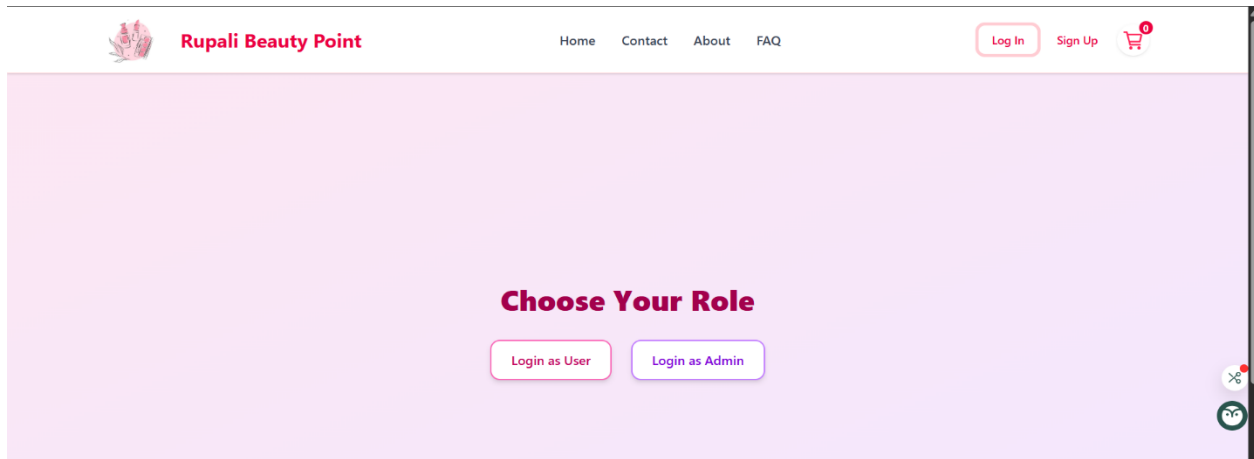 Rupali Beauty Point
Home Contact About FAQ
Log In Sign Up 0
Choose Your Role
Login as User Login as Admin